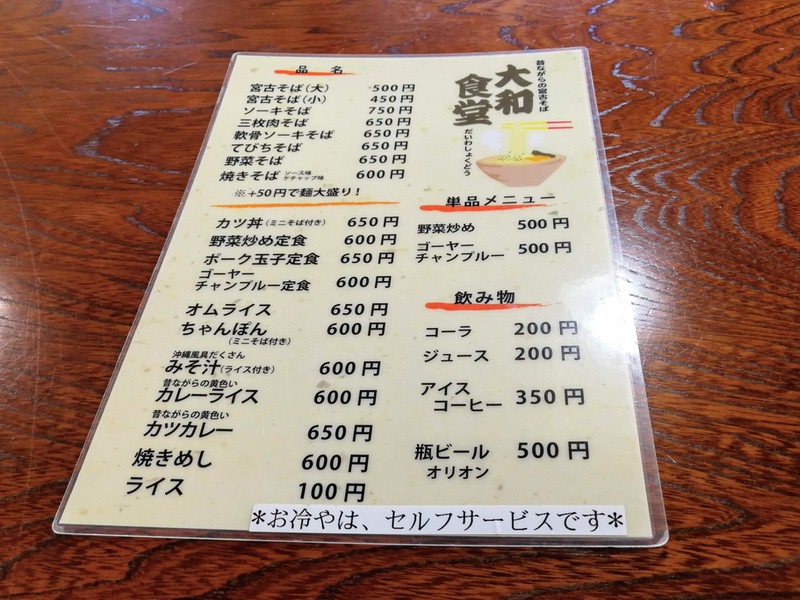 品 名
宮古そば(大) 500円
宮古そば(小) 450円
ソーキそば 750円
三枚肉そば 650円
軟骨ソーキそば 650円
てびちそば 650円
野菜そば 650円
焼きそば ソース味 ケチャップ味 600円
※+50円で麺大盛り!
カツ丼(ミニそば付き) 650円
野菜炒め定食 600円
ポーク玉子定食 650円
ゴーヤー
チャンプルー定食 600円
オムライス 650円
ちゃんぽん 600円
(ミニそば付き)
沖縄風具だくさん
みそ汁(ライス付き) 600円
昔ながらの黄色い
カレーライス 600円
昔ながらの黄色い
カツカレー 650円
焼きめし 600円
ライス 100円
昔ながらの宮古そば
大和
食堂
だいわしょくどう
単品メニュー
野菜炒め 500円
ゴーヤー
チャンプルー 500円
飲み物
コーラ 200円
ジュース 200円
アイス
コーヒー 350円
瓶ビール 500円
オリオン
*お冷やは、セルフサービスです*